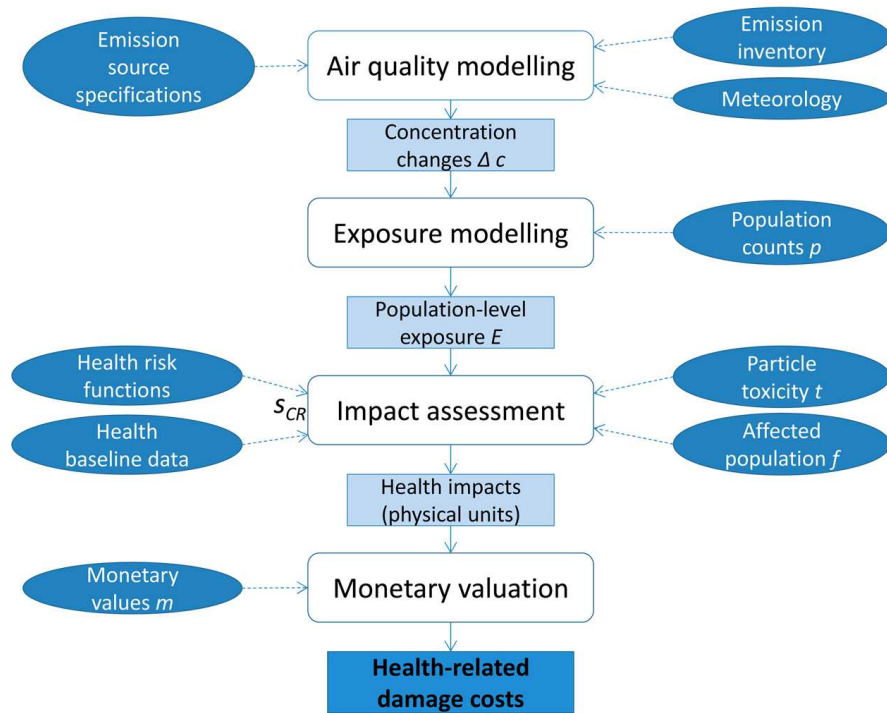 Emission
source
specifications
Air quality modelling
Emission
inventory
Meteorology
Concentration
changes Δ c
Exposure modelling
Population
counts p
Population-level
exposure E
Health risk
functions
Particle
toxicity t
S_CR
Impact assessment
Health
baseline data
Affected
population f
Health impacts
(physical units)
Monetary
values m
Monetary valuation
Health-related
damage costs